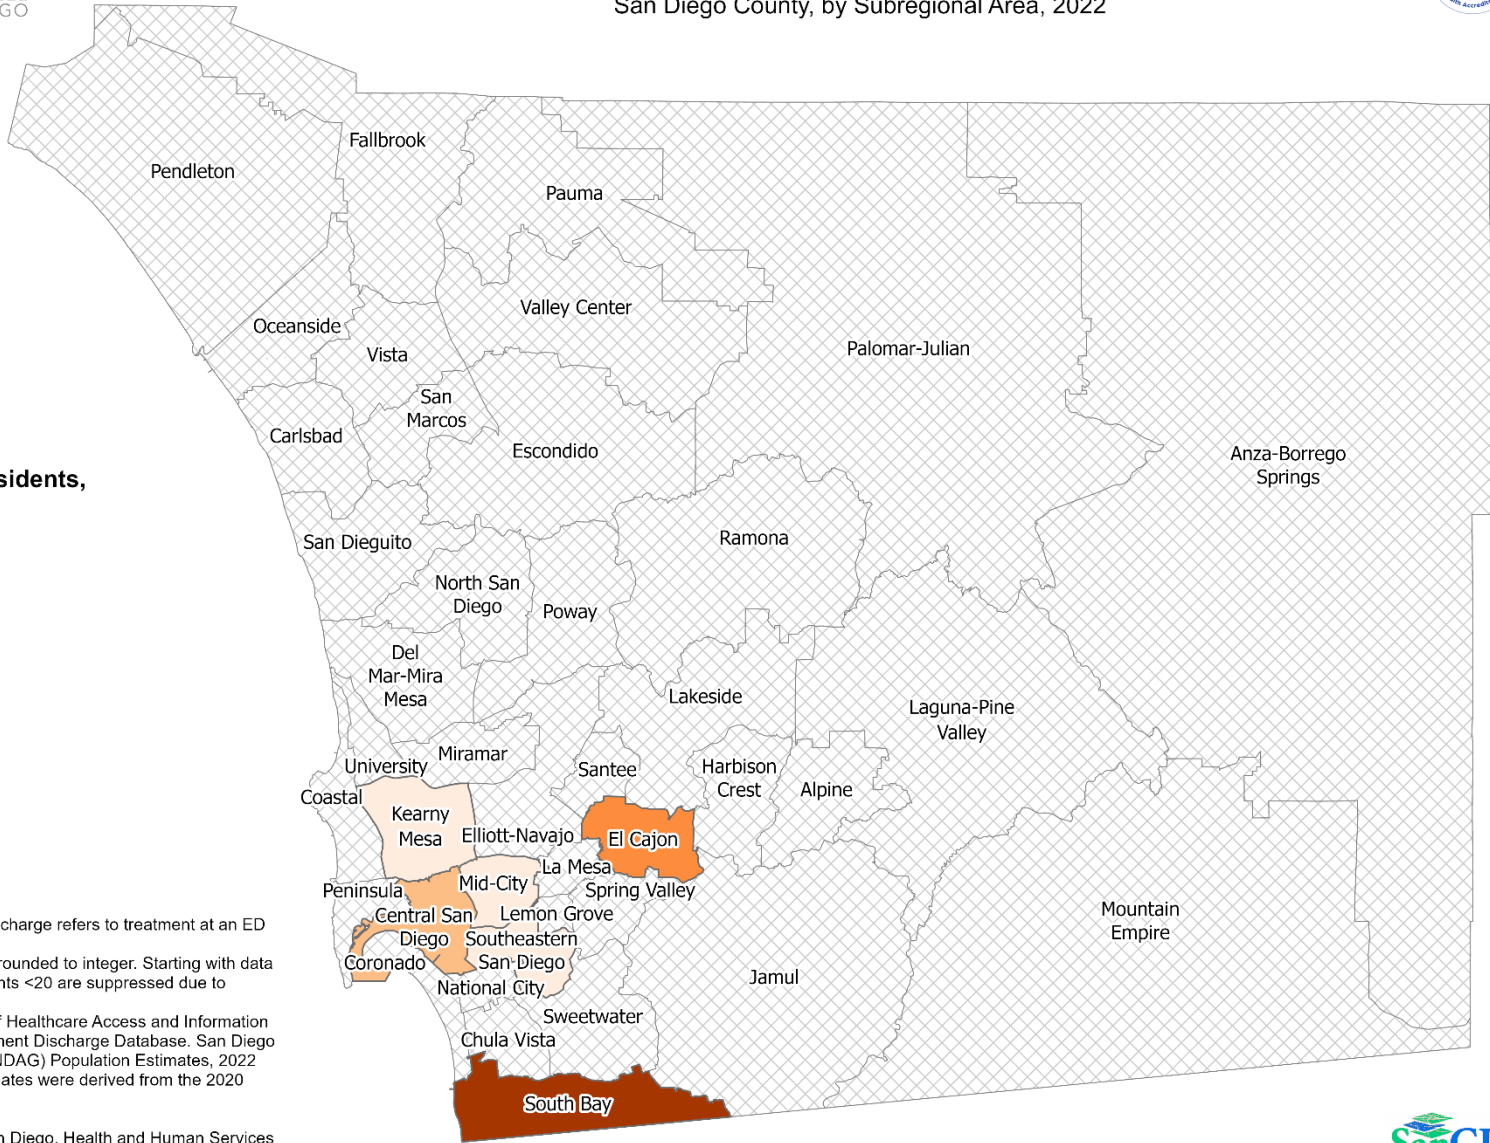 GO
San Diego County, by Subregional Area, 2022
Fallbrook
Pendleton
Pauma
Valley Center
Oceanside
Vista
Palomar-Julian
San
Marcos
Carlsbad
Escondido
Anza-Borrego
Springs
sidents,
San Dieguito
Ramona
North San
Diego
Poway
Del
Mar-Mira
Mesa
Lakeside
Laguna-Pine
Valley
Miramar
University
Santee
Harbison
Crest
Alpine
Coastal
Kearny
Mesa
Elliott-Navajo
El Cajon
La Mesa
Mid-City
Peninsula
Spring Valley
Central San
Diego
Lemon Grove
Southeastern
San Diego
Coronado
National City
Mountain
Empire
Jamul
Sweetwater
Chula Vista
South Bay
charge refers to treatment at an ED
rounded to integer. Starting with data
nts <20 are suppressed due to
f Healthcare Access and Information
nent Discharge Database. San Diego
NDAG) Population Estimates, 2022
ates were derived from the 2020
n Diego, Health and Human Services